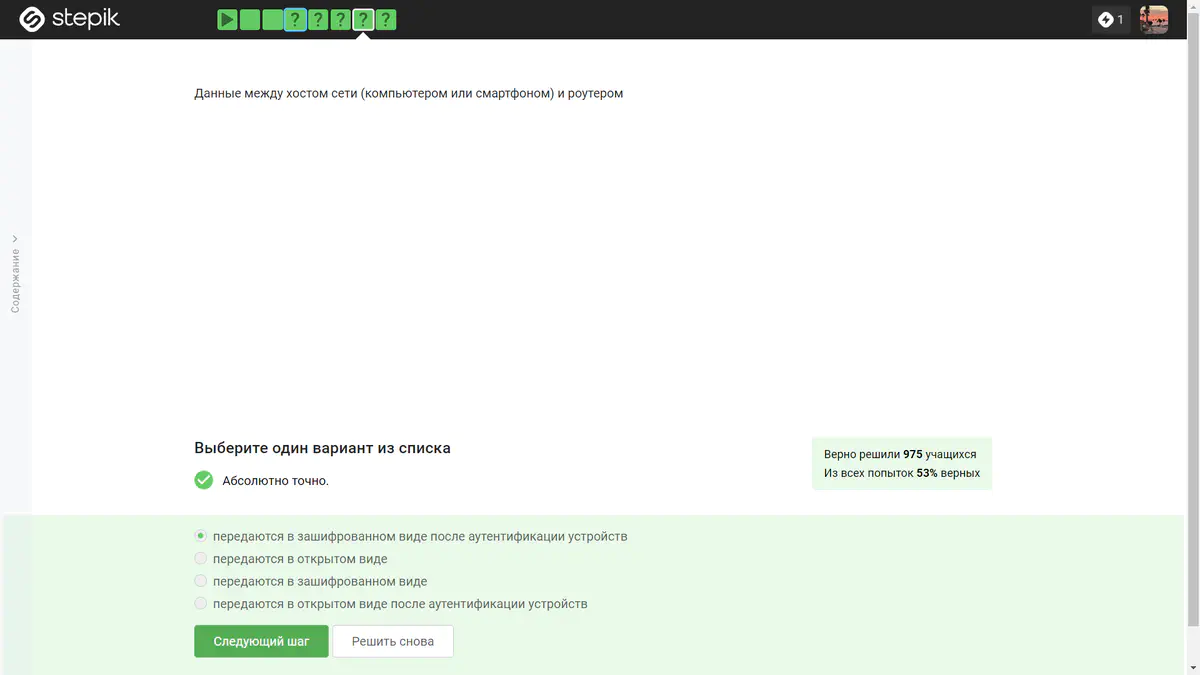 stepik
? ? ? ? ?
1
Данные между хостом сети (компьютером или смартфоном) и роутером
Содержание
Выберите один вариант из списка
Верно решили 975 учащихся
Из всех попыток 53% верных
Абсолютно точно.
передаются в зашифрованном виде после аутентификации устройств
передаются в открытом виде
передаются в зашифрованном виде
передаются в открытом виде после аутентификации устройств
Следующий шаг
Решить снова